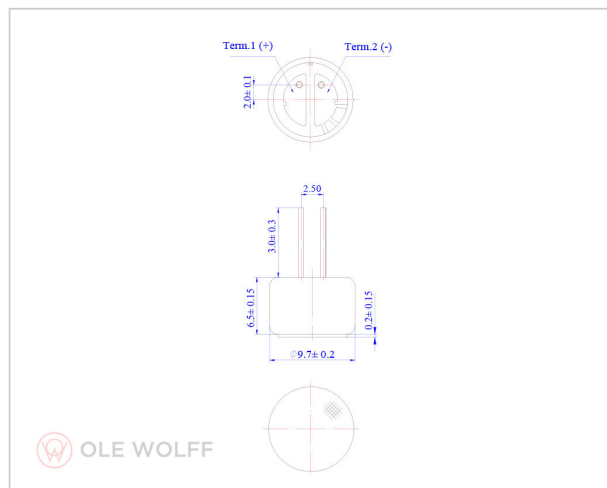 Term.1 (+)
Term.2 (-)
2.0± 0.1
2.50
3.0± 0.3
6.5± 0.15
0.2± 0.15
∅9.7± 0.2
OLE WOLFF